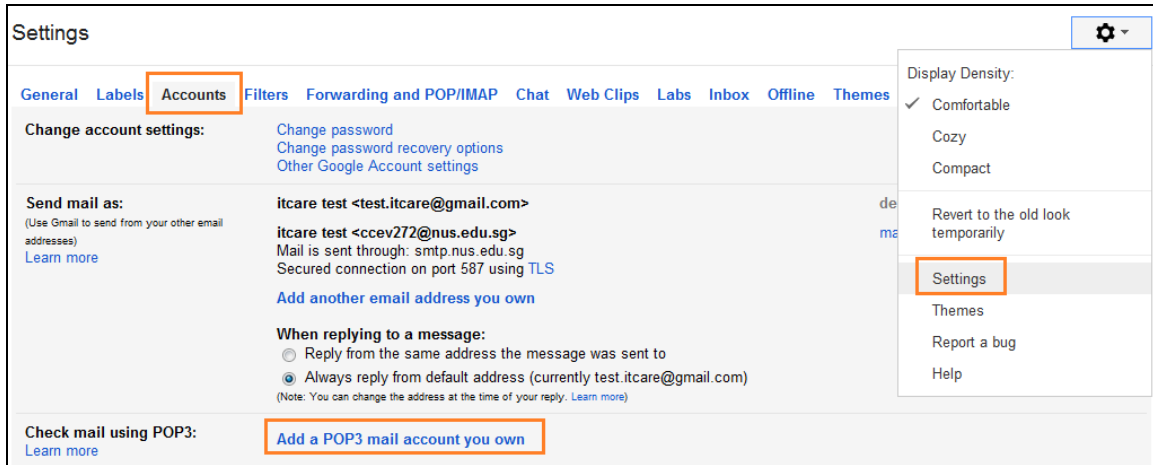 Settings
General Labels Accounts Filters Forwarding and POP/IMAP Chat Web Clips Labs Inbox Offline Themes
Change account settings:
Change password
Change password recovery options
Other Google Account settings
Send mail as:
(Use Gmail to send from your other email
addresses)
Learn more
itcare test <test.itcare@gmail.com>
de
itcare test <ccev272@nus.edu.sg>
ma
Mail is sent through: smtp.nus.edu.sg
Secured connection on port 587 using TLS
Add another email address you own
When replying to a message:
Reply from the same address the message was sent to
Always reply from default address (currently test.itcare@gmail.com)
(Note: You can change the address at the time of your reply. Learn more)
Check mail using POP3:
Learn more
Add a POP3 mail account you own
Display Density:
Comfortable
Cozy
Compact
Revert to the old look
temporarily
Settings
Themes
Report a bug
Help